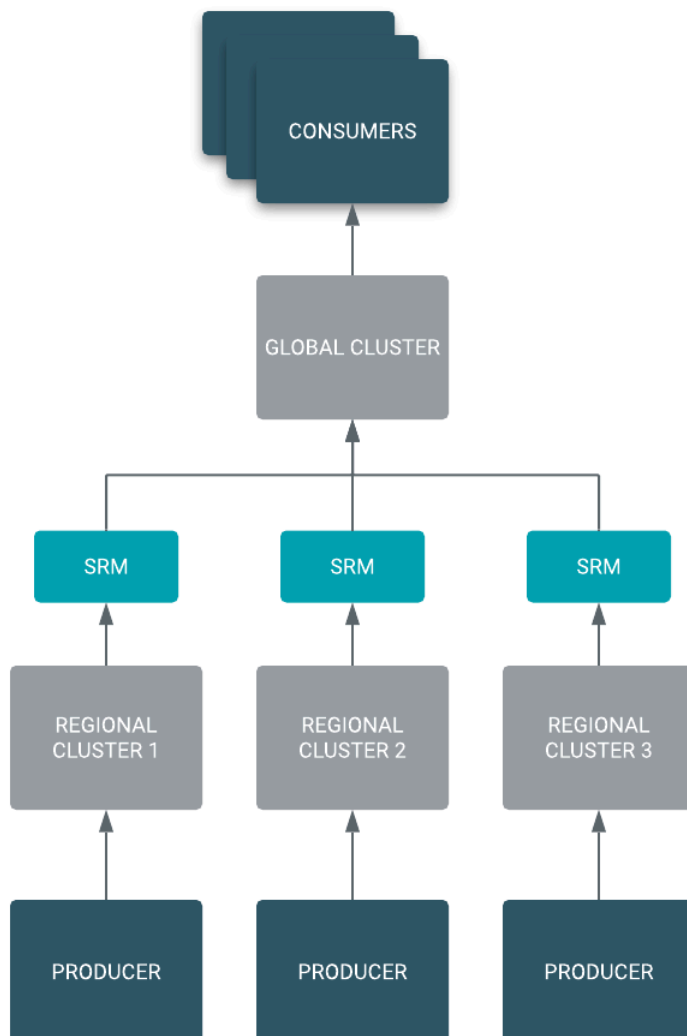 CONSUMERS
GLOBAL CLUSTER
SRM
SRM
SRM
REGIONAL
CLUSTER 1
REGIONAL
CLUSTER 2
REGIONAL
CLUSTER 3
PRODUCER
PRODUCER
PRODUCER